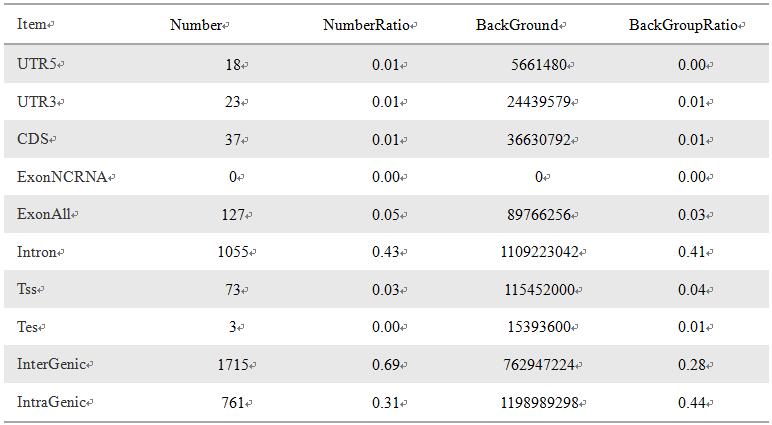 Item Number NumberRatio BackGround BackGroupRatio
UTR5 18 0.01 5661480 0.00
UTR3 23 0.01 24439579 0.01
CDS 37 0.01 36630792 0.01
ExonNCRNA 0 0.00 0 0.00
ExonAll 127 0.05 89766256 0.03
Intron 1055 0.43 1109223042 0.41
Tss 73 0.03 115452000 0.04
Tes 3 0.00 15393600 0.01
InterGenic 1715 0.69 762947224 0.28
IntraGenic 761 0.31 1198989298 0.44